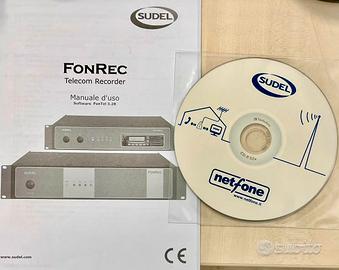 SUDEL
FONREC
Telecom Recorder
Manuale d'uso
Software FonTel 3.28
www.sudel.com
CE
SUDEL
netfone
www.netfone.it
subito